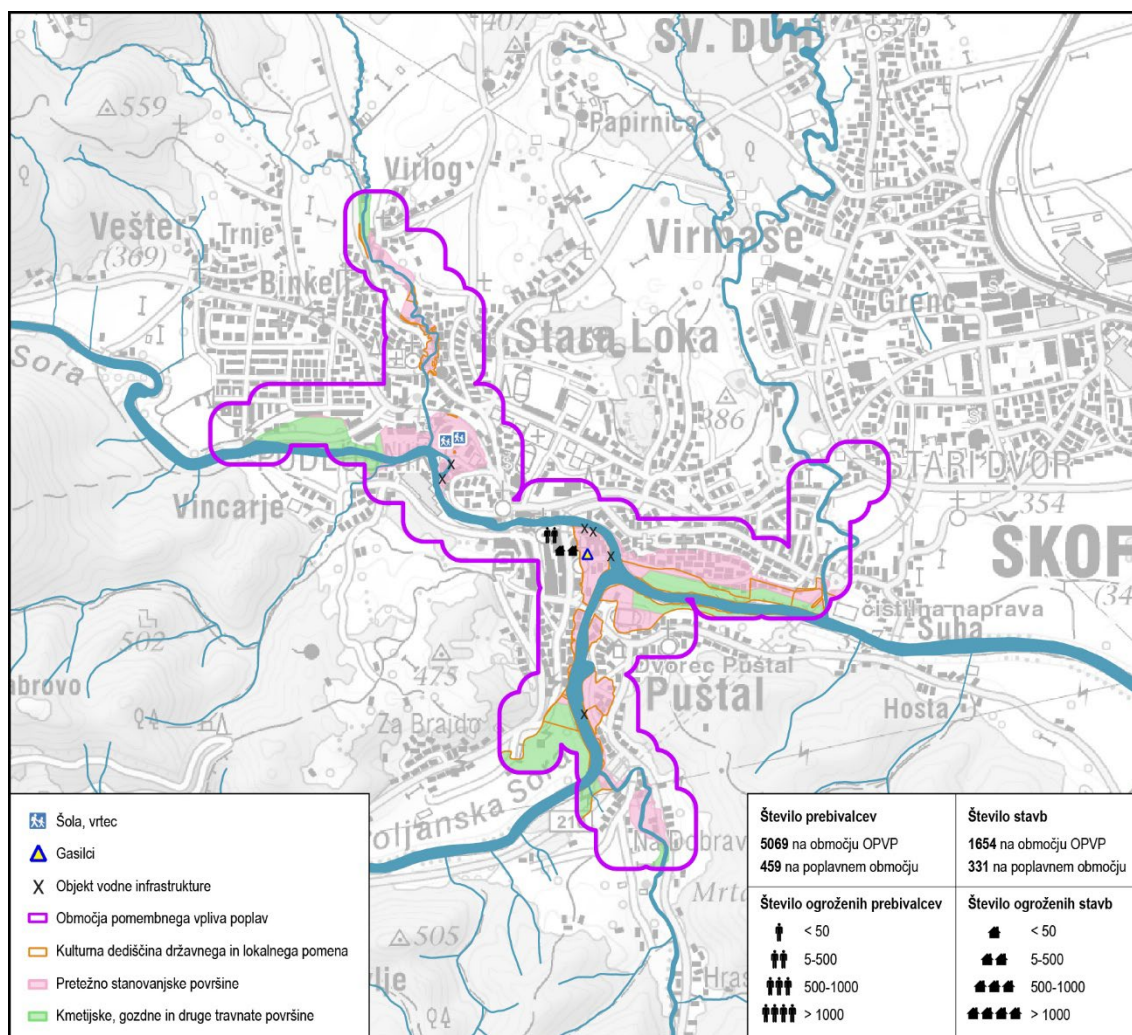 407
SV. DUH
559
Papirnica
Virlog
Vešter
Trnje
(369)
Virmaše
Binkelj
Grenc
Stara Loka
Sora
386
STARI DVOR
Vincarje
354
ŠKOF
čistilna naprava
Suha
502
475
Dvorec Puštal
Puštal
Hosta
Za Brajdo
oljanska Sora
Na Dobrav
505
Hras
Šola, vrtec
Gasilci
Objekt vodne infrastrukture
Območja pomembnega vpliva poplav
Kulturna dediščina državnega in lokalnega pomena
Pretežno stanovanjske površine
Kmetijske, gozdne in druge travnate površine
Število prebivalcev
5069 na območju OPVP
459 na poplavnem območju
Število stavb
1654 na območju OPVP
331 na poplavnem območju
Število ogroženih prebivalcev
< 50
5-500
500-1000
> 1000
Število ogroženih stavb
< 50
5-500
500-1000
> 1000